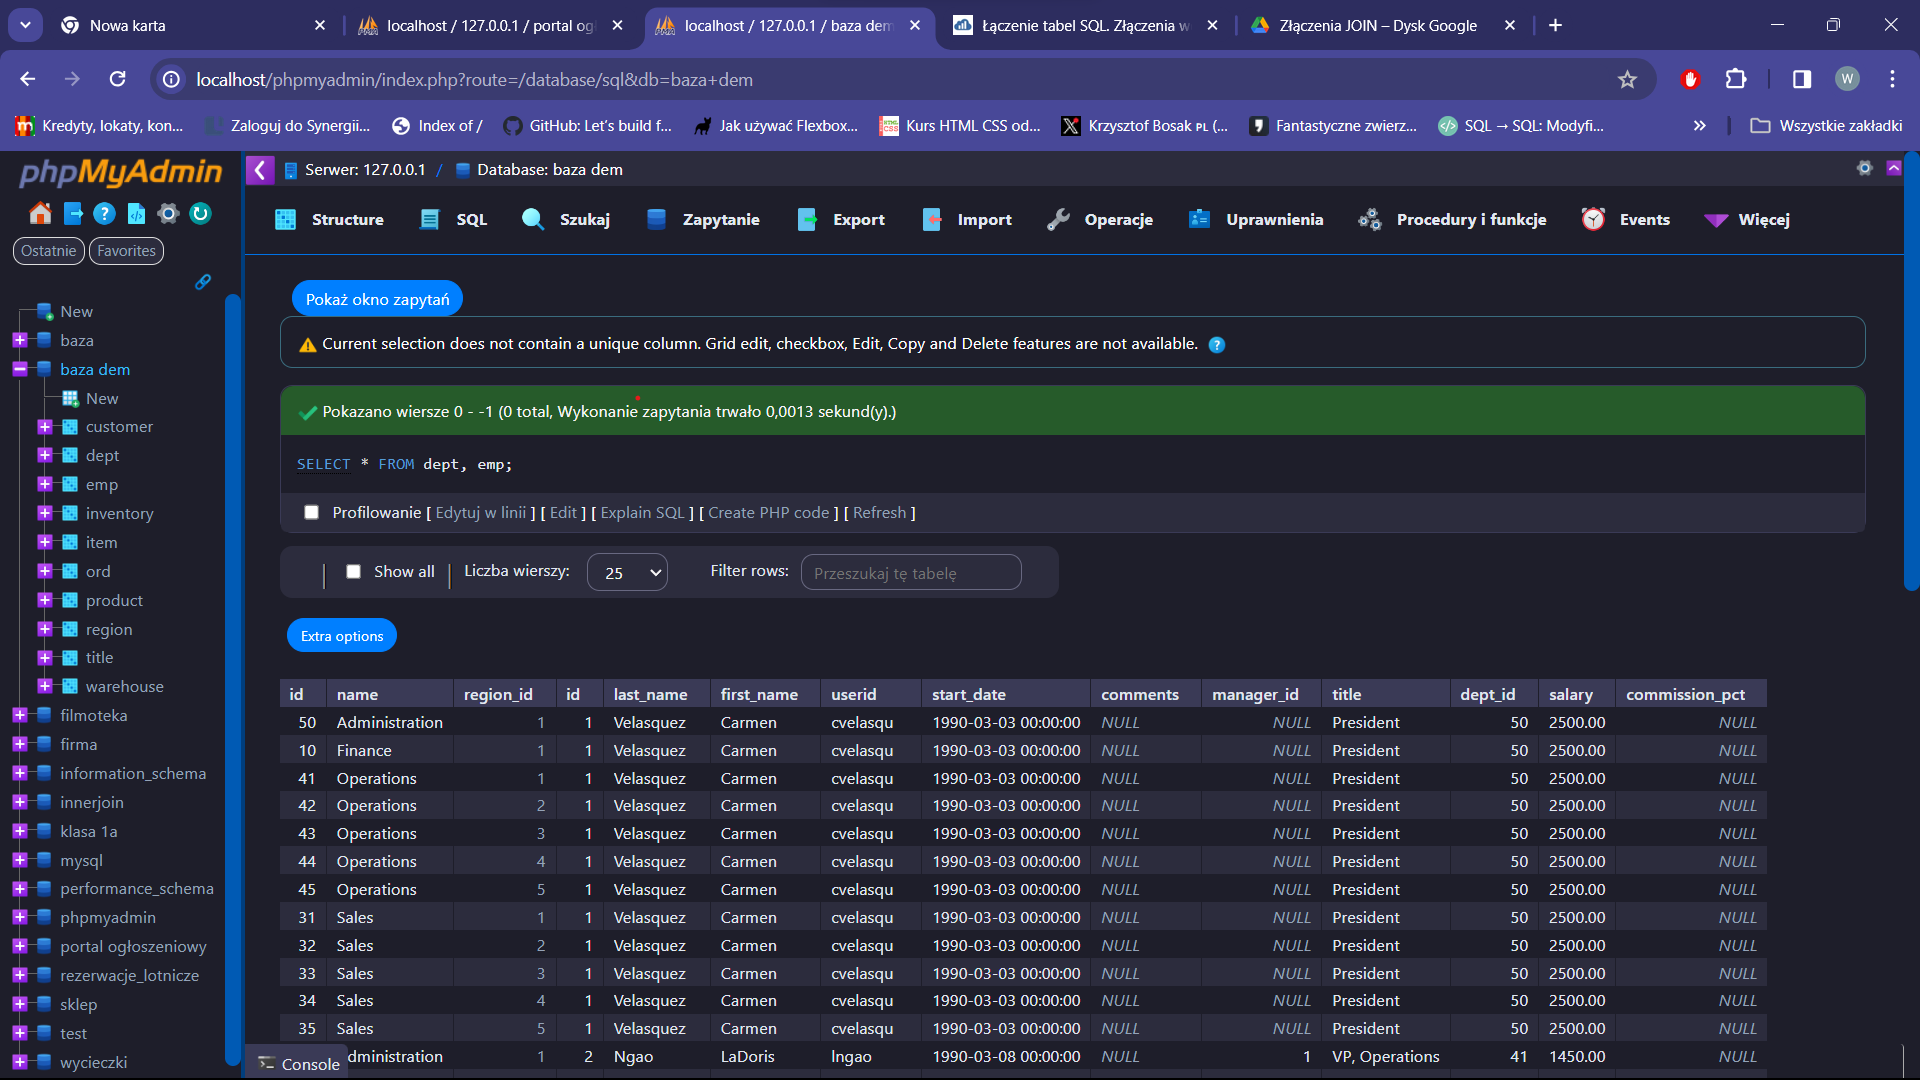 Nowa karta
localhost / 127.0.0.1 / portal ogł
localhost / 127.0.0.1 / baza dem
Łączenie tabel SQL. Złączenia w
Złączenia JOIN – Dysk Google
localhost/phpmyadmin/index.php?route=/database/sql&db=baza+dem
W
Kredyty, lokaty, kon...
Zaloguj do Synergii...
Index of /
GitHub: Let's build f...
Jak używać Flexbox...
Kurs HTML CSS od...
Krzysztof Bosak PL (...
Fantastyczne zwierz...
SQL → SQL: Modyfi...
Wszystkie zakładki
phpMyAdmin
Ostatnie
Favorites
New
baza
baza dem
New
customer
dept
emp
inventory
item
ord
product
region
title
warehouse
filmoteka
firma
information_schema
innerjoin
klasa 1a
mysql
performance_schema
phpmyadmin
portal ogłoszeniowy
rezerwacje_lotnicze
sklep
test
wycieczki
Serwer: 127.0.0.1 / Database: baza dem
Structure SQL Szukaj Zapytanie Export Import Operacje Uprawnienia Procedury i funkcje Events Więcej
Pokaż okno zapytań
Current selection does not contain a unique column. Grid edit, checkbox, Edit, Copy and Delete features are not available.
Pokazano wiersze 0 - -1 (0 total, Wykonanie zapytania trwało 0,0013 sekund(y).)
SELECT * FROM dept, emp;
Profilowanie [ Edytuj w linii ] [ Edit ] [ Explain SQL ] [ Create PHP code ] [ Refresh ]
Show all | Liczba wierszy: 25 Filter rows: Przeszukaj tę tabelę
Extra options
id name region_id id last_name first_name userid start_date comments manager_id title dept_id salary commission_pct
50 Administration 1 1 Velasquez Carmen cvelasqu 1990-03-03 00:00:00 NULL NULL President 50 2500.00 NULL
10 Finance 1 1 Velasquez Carmen cvelasqu 1990-03-03 00:00:00 NULL NULL President 50 2500.00 NULL
41 Operations 1 1 Velasquez Carmen cvelasqu 1990-03-03 00:00:00 NULL NULL President 50 2500.00 NULL
42 Operations 2 1 Velasquez Carmen cvelasqu 1990-03-03 00:00:00 NULL NULL President 50 2500.00 NULL
43 Operations 3 1 Velasquez Carmen cvelasqu 1990-03-03 00:00:00 NULL NULL President 50 2500.00 NULL
44 Operations 4 1 Velasquez Carmen cvelasqu 1990-03-03 00:00:00 NULL NULL President 50 2500.00 NULL
45 Operations 5 1 Velasquez Carmen cvelasqu 1990-03-03 00:00:00 NULL NULL President 50 2500.00 NULL
31 Sales 1 1 Velasquez Carmen cvelasqu 1990-03-03 00:00:00 NULL NULL President 50 2500.00 NULL
32 Sales 2 1 Velasquez Carmen cvelasqu 1990-03-03 00:00:00 NULL NULL President 50 2500.00 NULL
33 Sales 3 1 Velasquez Carmen cvelasqu 1990-03-03 00:00:00 NULL NULL President 50 2500.00 NULL
34 Sales 4 1 Velasquez Carmen cvelasqu 1990-03-03 00:00:00 NULL NULL President 50 2500.00 NULL
35 Sales 5 1 Velasquez Carmen cvelasqu 1990-03-03 00:00:00 NULL NULL President 50 2500.00 NULL
dministration 1 2 Ngao LaDoris lngao 1990-03-08 00:00:00 NULL 1 VP, Operations 41 1450.00 NULL
Console